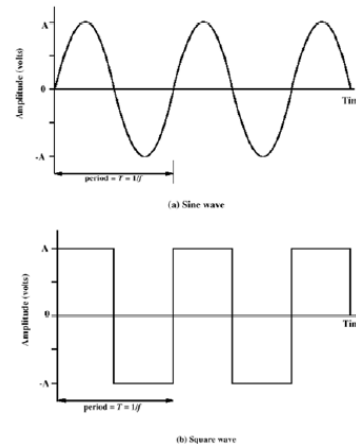 A
Amplitude (volts)
0
Tim
-A
period = T = 1/f
(a) Sine wave
A
Amplitude (volts)
0
Tim
-A
period = T = 1/f
(b) Square wave